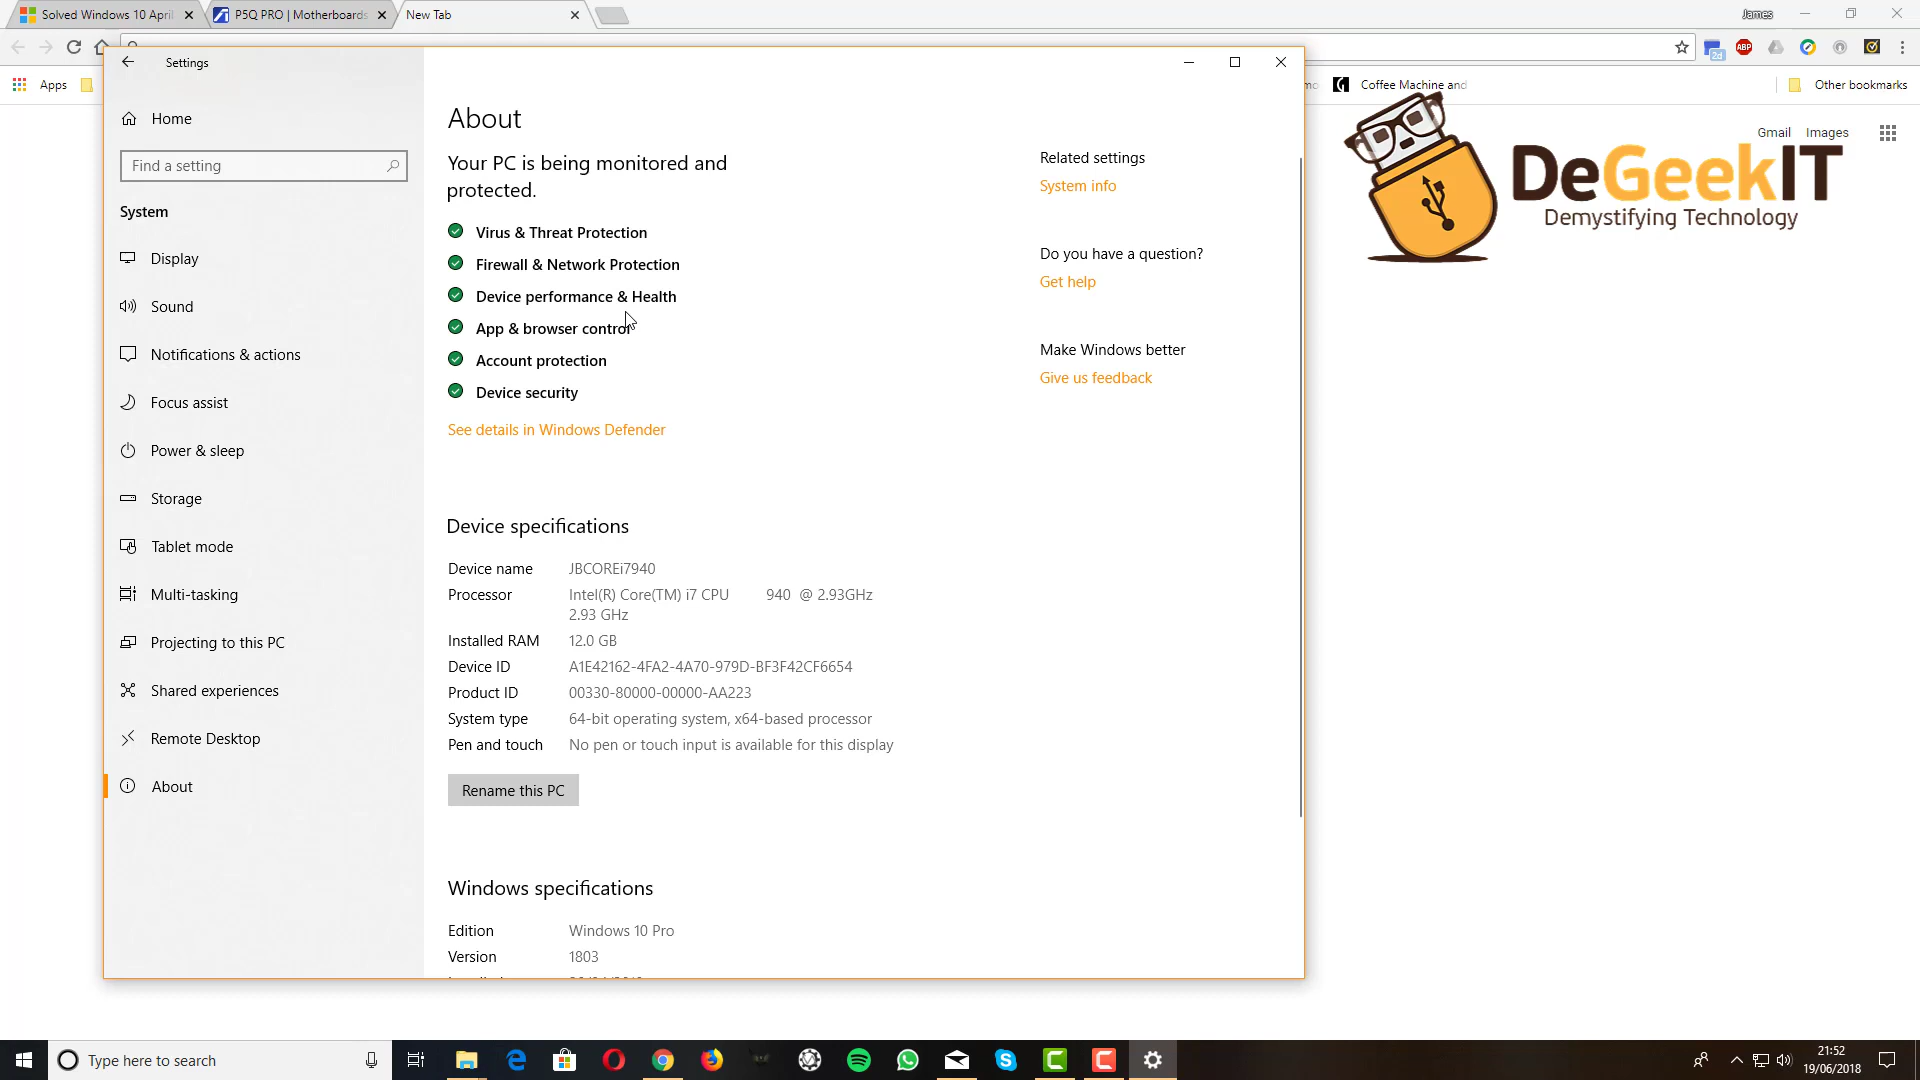 Solved Windows 10 April
P5Q PRO | Motherboards
New Tab
James
Settings
Apps
Coffee Machine and
Other bookmarks
2d
ABP
Gmail
Images
DeGeekIT
Demystifying Technology
Home
Find a setting
System
Display
Sound
Notifications & actions
Focus assist
Power & sleep
Storage
Tablet mode
Multi-tasking
Projecting to this PC
Shared experiences
Remote Desktop
About
About
Your PC is being monitored and
protected.
Virus & Threat Protection
Firewall & Network Protection
Device performance & Health
App & browser control
Account protection
Device security
See details in Windows Defender
Device specifications
Device name JBCOREi7940
Processor Intel(R) Core(TM) i7 CPU 940 @ 2.93GHz
2.93 GHz
Installed RAM 12.0 GB
Device ID A1E42162-4FA2-4A70-979D-BF3F42CF6654
Product ID 00330-80000-00000-AA223
System type 64-bit operating system, x64-based processor
Pen and touch No pen or touch input is available for this display
Rename this PC
Windows specifications
Edition Windows 10 Pro
Version 1803
Related settings
System info
Do you have a question?
Get help
Make Windows better
Give us feedback
Type here to search
21:52
19/06/2018